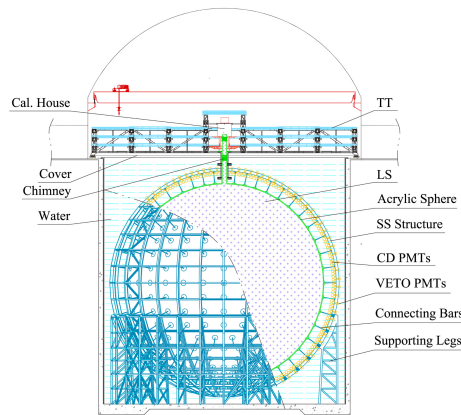 Cal. House
TT
Cover
Chimney
Water
LS
Acrylic Sphere
SS Structure
CD PMTs
VETO PMTs
Connecting Bars
Supporting Legs